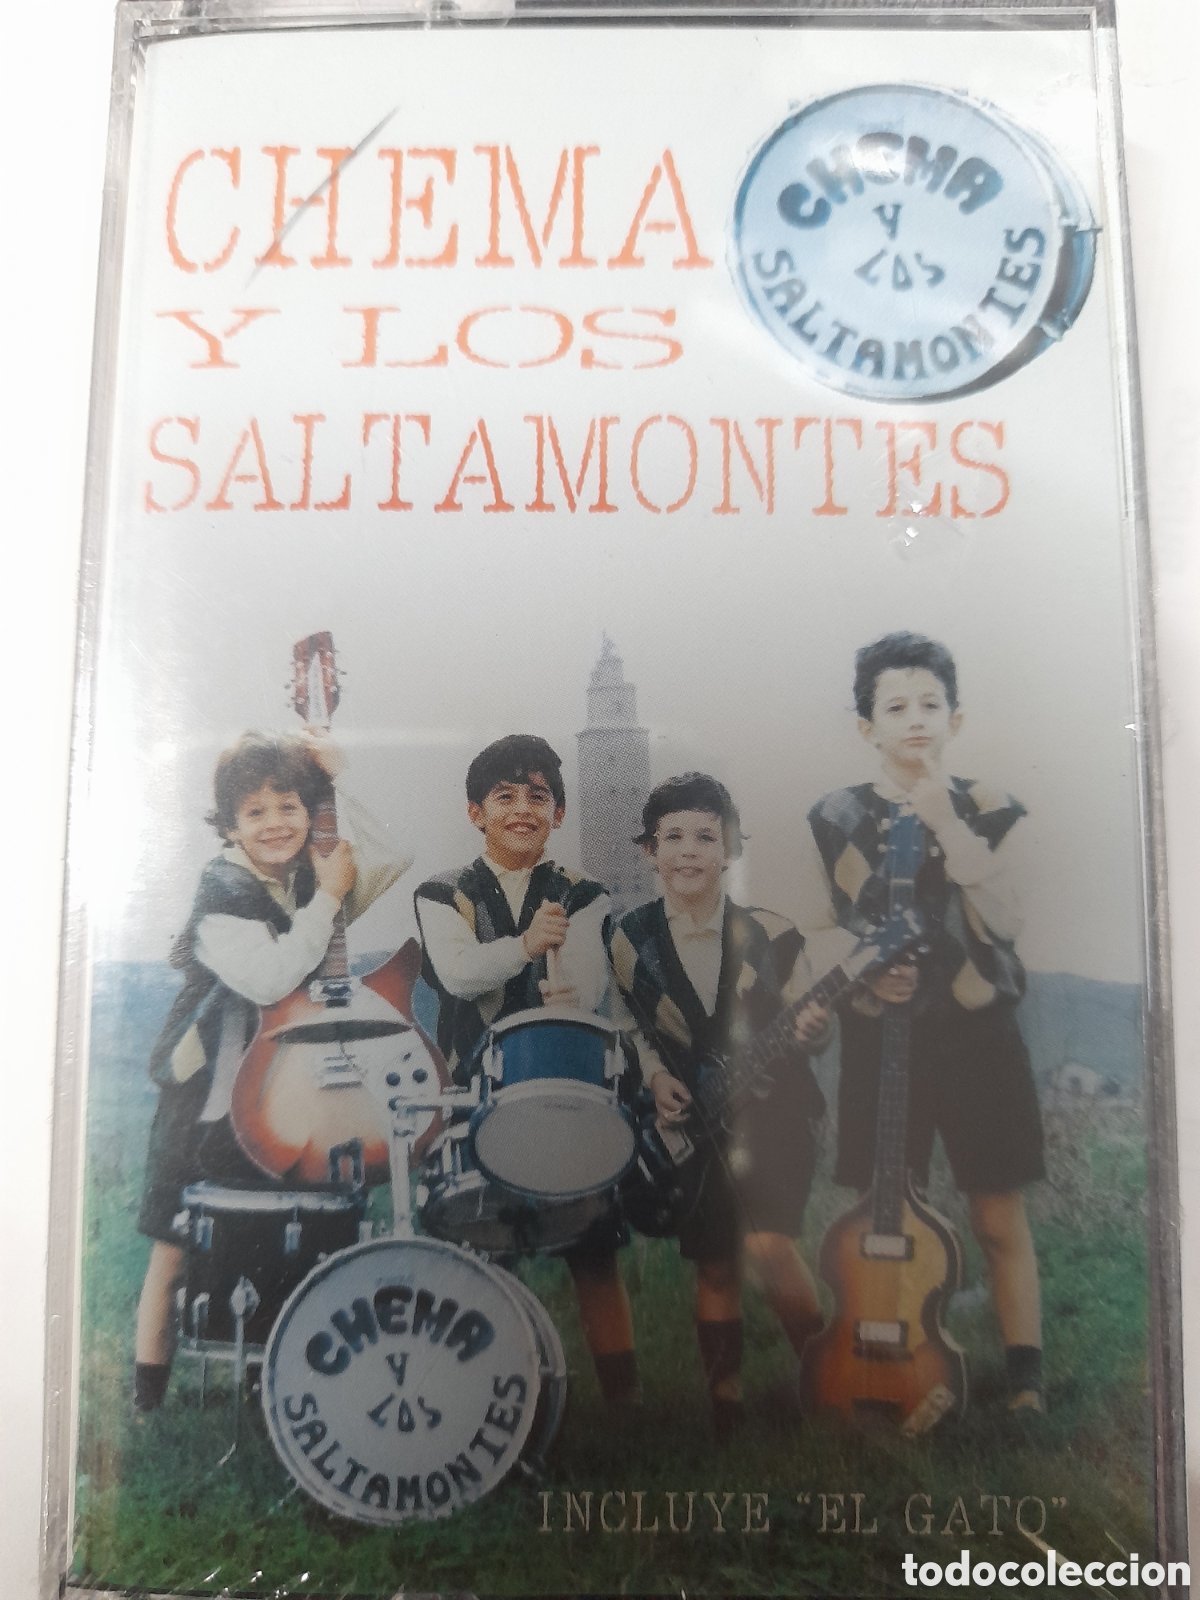 CHEMA
Y LOS
SALTAMONTES
CHEMA
Y
LOS
SALTAMONTES
CHEMA
Y
LOS
SALTAMONTES
INCLUYE "EL GATO"
todocoleccion